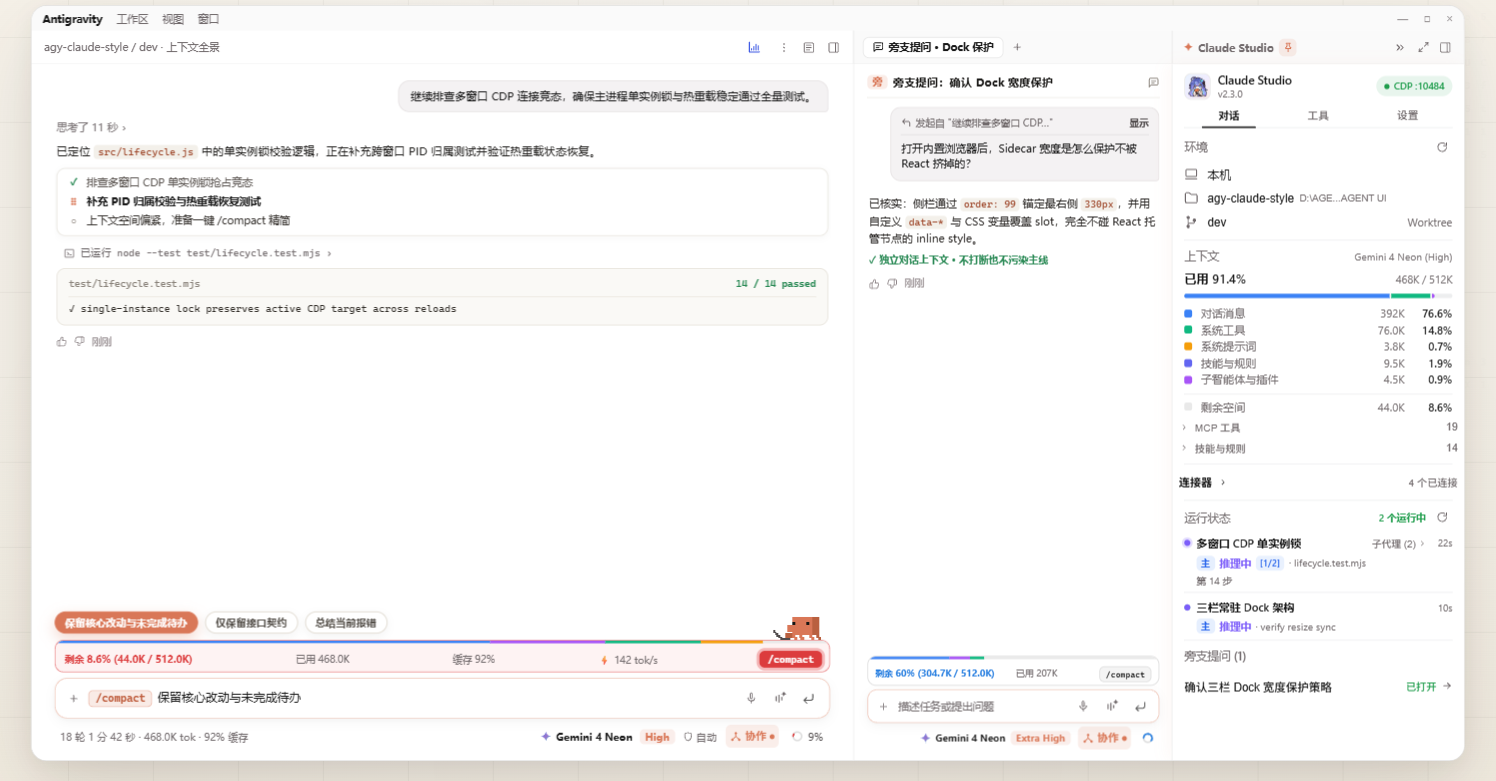 Antigravity 工作区 视图 窗口
agy-claude-style / dev · 上下文全景
继续排查多窗口 CDP 连接竞态，确保主进程单实例锁与热重载稳定通过全量测试。
思考了 11 秒 ›
已定位 src/lifecycle.js 中的单实例锁校验逻辑，正在补充跨窗口 PID 归属测试并验证热重载状态恢复。
✓ 排查多窗口 CDP 单实例锁抢占竞态
补充 PID 归属校验与热重载恢复测试
上下文空间偏紧，准备一键 /compact 精简
已运行 node --test test/lifecycle.test.mjs ›
test/lifecycle.test.mjs 14 / 14 passed
√ single-instance lock preserves active CDP target across reloads
刚刚
保留核心改动与未完成待办 仅保留接口契约 总结当前报错
剩余 8.6% (44.0K / 512.0K) 已用 468.0K 缓存 92% 142 tok/s /compact
+ /compact 保留核心改动与未完成待办
18 轮 1 分 42 秒 · 468.0K tok · 92% 缓存 Gemini 4 Neon High 自动 协作 9%
旁支提问 • Dock 保护 +
旁 旁支提问：确认 Dock 宽度保护
发起自 "继续排查多窗口 CDP..." 显示
打开内置浏览器后，Sidecar 宽度是怎么保护不被
React 挤掉的？
已核实：侧栏通过 order: 99 锚定最右侧 330px，并用
自定义 data-* 与 CSS 变量覆盖 slot，完全不碰 React 托
管节点的 inline style。
✓ 独立对话上下文 • 不打断也不污染主线
刚刚
剩余 60% (304.7K / 512.0K) 已用 207K /compact
+ 描述任务或提出问题
Gemini 4 Neon Extra High 协作
Claude Studio
Claude Studio
v2.3.0
CDP :10484
对话 工具 设置
环境
本机
agy-claude-style D:\AGE...AGENT UI
dev Worktree
上下文 Gemini 4 Neon (High)
已用 91.4% 468K / 512K
对话消息 392K 76.6%
系统工具 76.0K 14.8%
系统提示词 3.8K 0.7%
技能与规则 9.5K 1.9%
子智能体与插件 4.5K 0.9%
剩余空间 44.0K 8.6%
› MCP 工具 19
› 技能与规则 14
连接器 › 4 个已连接
运行状态 2 个运行中
多窗口 CDP 单实例锁 子代理 (2) › 22s
主 推理中 [1/2] · lifecycle.test.mjs
第 14 步
三栏常驻 Dock 架构 10s
主 推理中 · verify resize sync
旁支提问 (1)
确认三栏 Dock 宽度保护策略 已打开 →